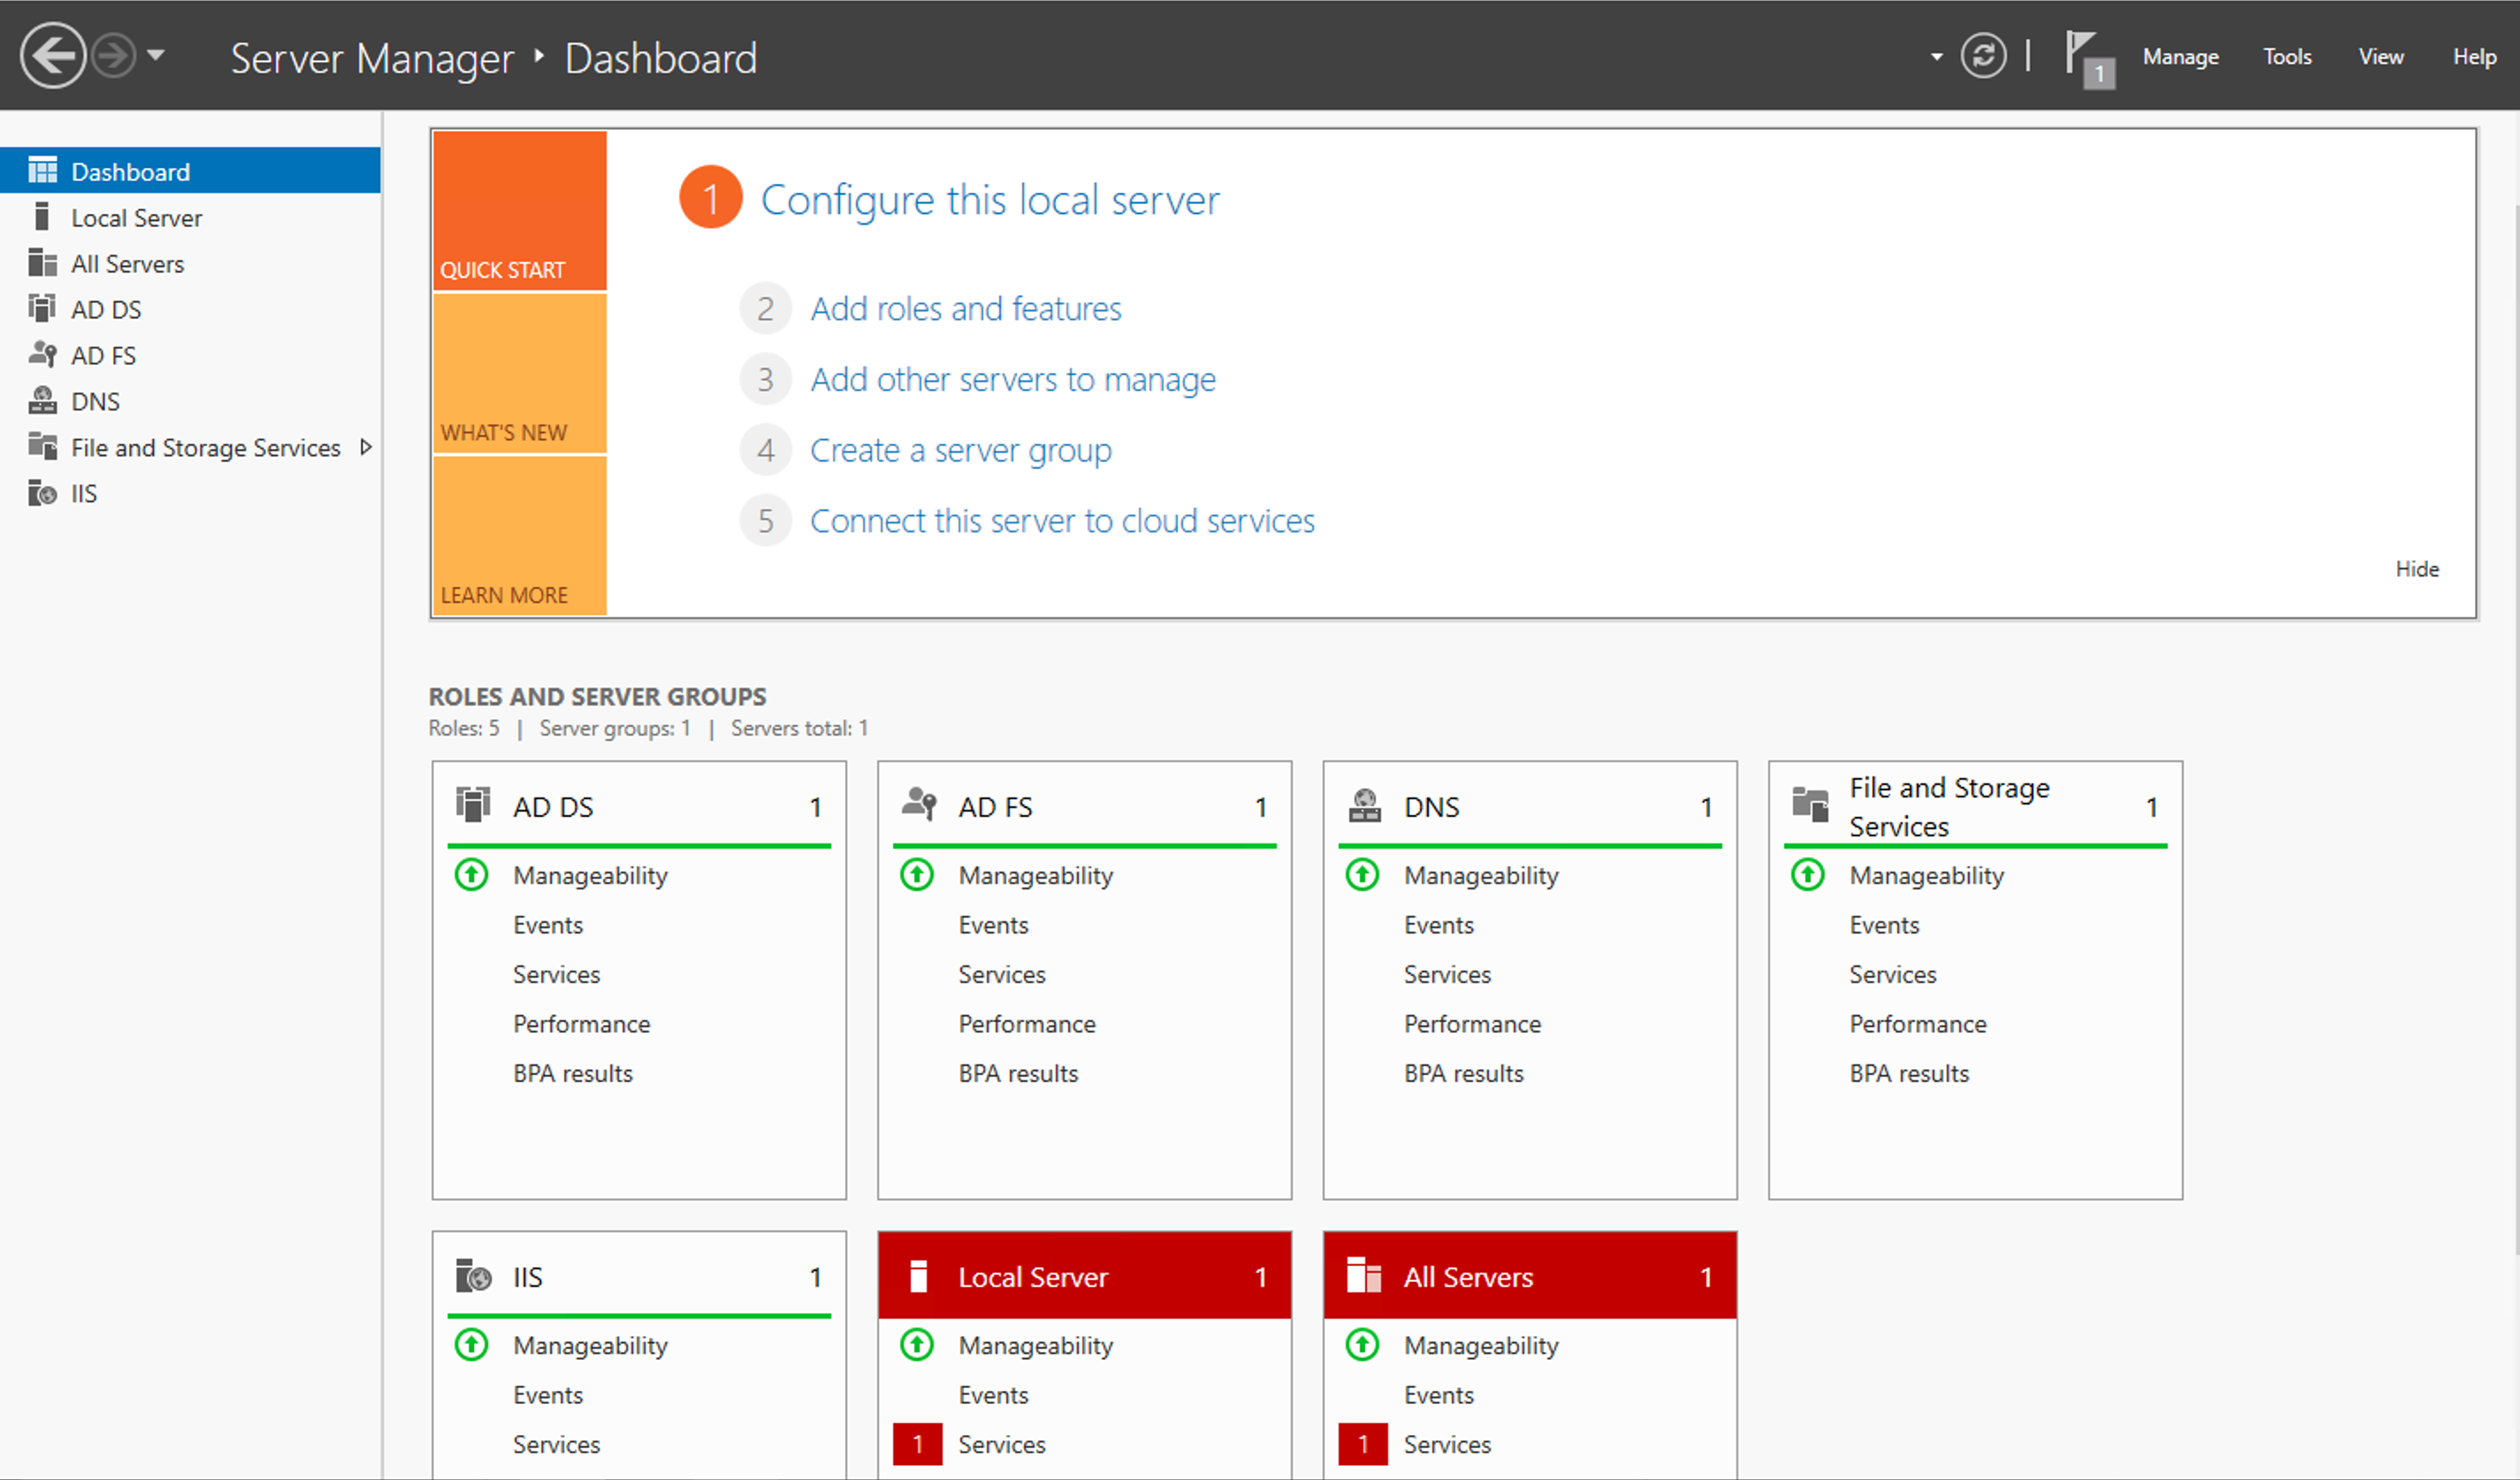 Server Manager ‣ Dashboard
1
Manage
Tools
View
Help
Dashboard
Local Server
All Servers
AD DS
AD FS
DNS
File and Storage Services
IIS
QUICK START
WHAT'S NEW
LEARN MORE
1 Configure this local server
2 Add roles and features
3 Add other servers to manage
4 Create a server group
5 Connect this server to cloud services
Hide
ROLES AND SERVER GROUPS
Roles: 5 | Server groups: 1 | Servers total: 1
AD DS 1
Manageability
Events
Services
Performance
BPA results
AD FS 1
Manageability
Events
Services
Performance
BPA results
DNS 1
Manageability
Events
Services
Performance
BPA results
File and Storage
Services 1
Manageability
Events
Services
Performance
BPA results
IIS 1
Manageability
Events
Services
Local Server 1
Manageability
Events
1 Services
All Servers 1
Manageability
Events
1 Services